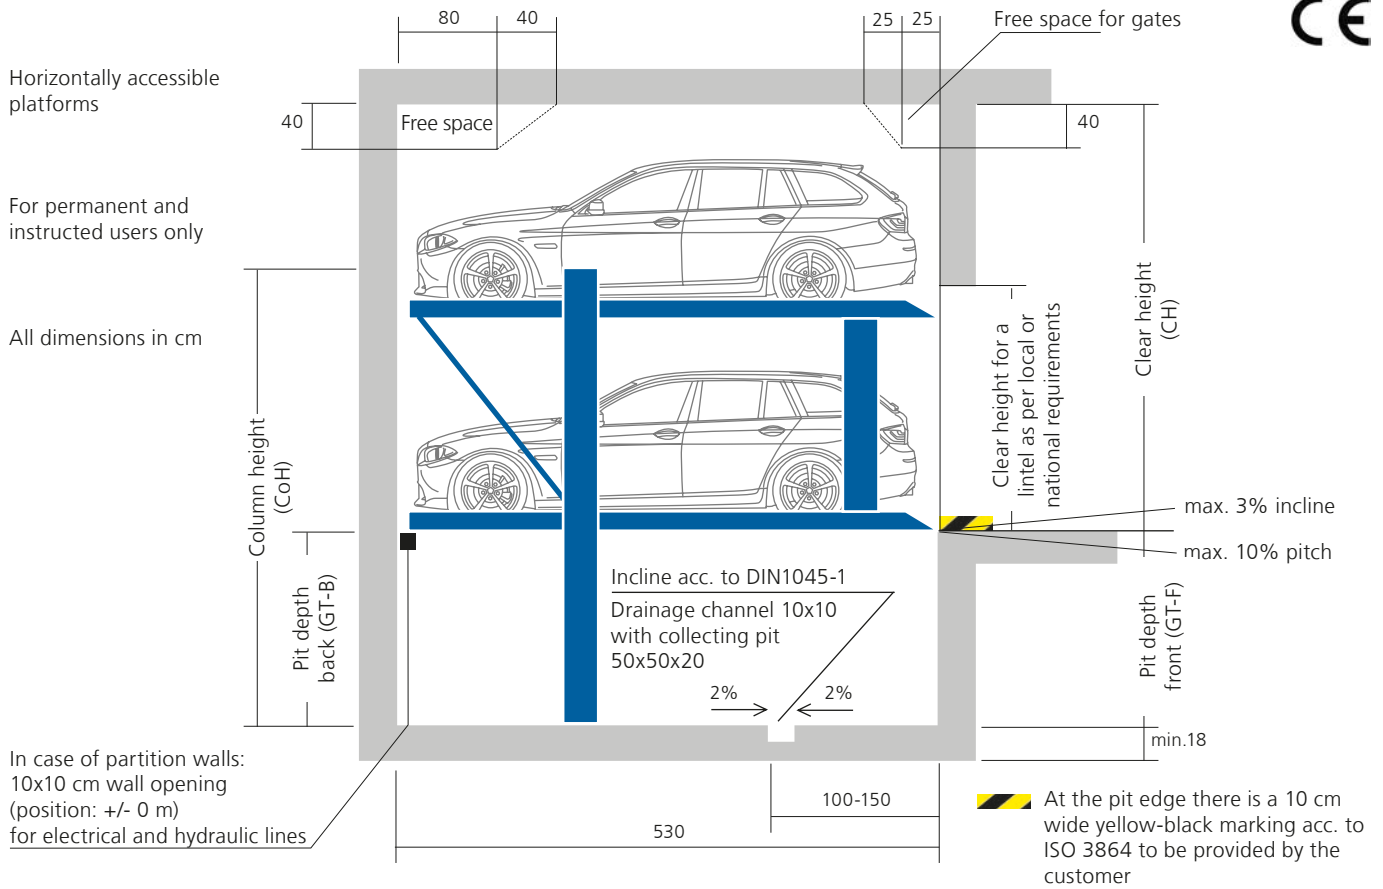 80
40
25
25
Free space for gates
CE
Horizontally accessible
platforms
40
Free space
40
For permanent and
instructed users only
All dimensions in cm
Column height
(CoH)
Clear height for a
lintel as per local or
national requirements
Clear height
(CH)
max. 3% incline
max. 10% pitch
Pit depth
back (GT-B)
Incline acc. to DIN1045-1
Drainage channel 10x10
with collecting pit
50x50x20
2%
2%
Pit depth
front (GT-F)
min.18
In case of partition walls:
10x10 cm wall opening
(position: +/- 0 m)
for electrical and hydraulic lines
100-150
530
At the pit edge there is a 10 cm
wide yellow-black marking acc. to
ISO 3864 to be provided by the
customer